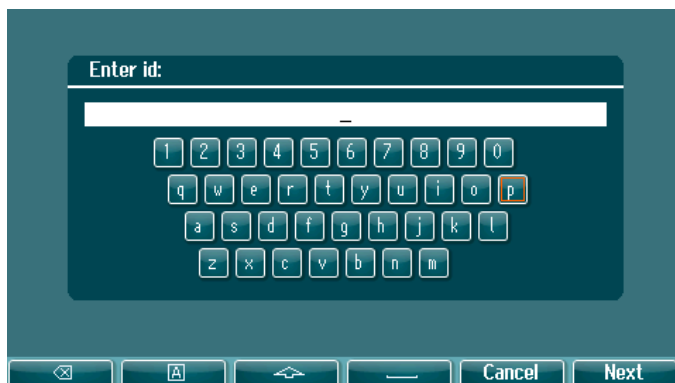 Enter id:
_
1 2 3 4 5 6 7 8 9 0
q w e r t y u i o p
a s d f g h j k l
z x c v b n m
A Cancel Next